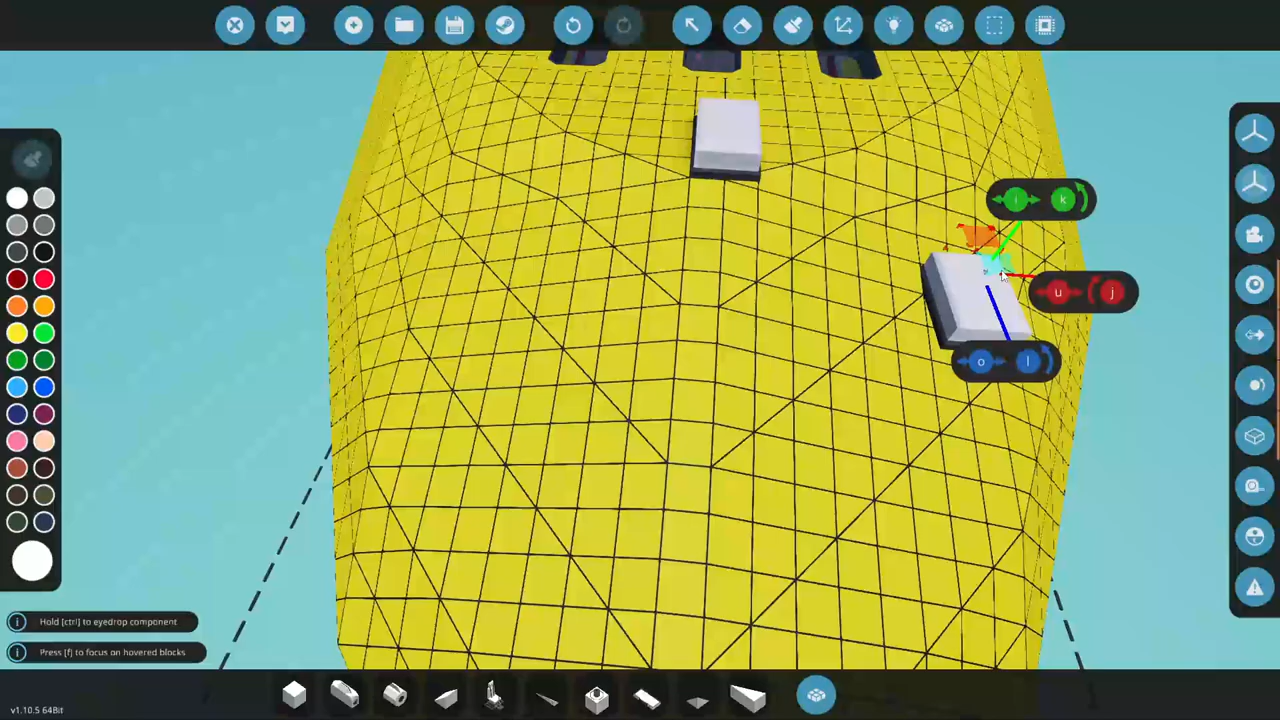 i k
u j
o l
Hold [ctrl] to eyedrop component
Press [f] to focus on hovered blocks
v1.10.5 64Bit